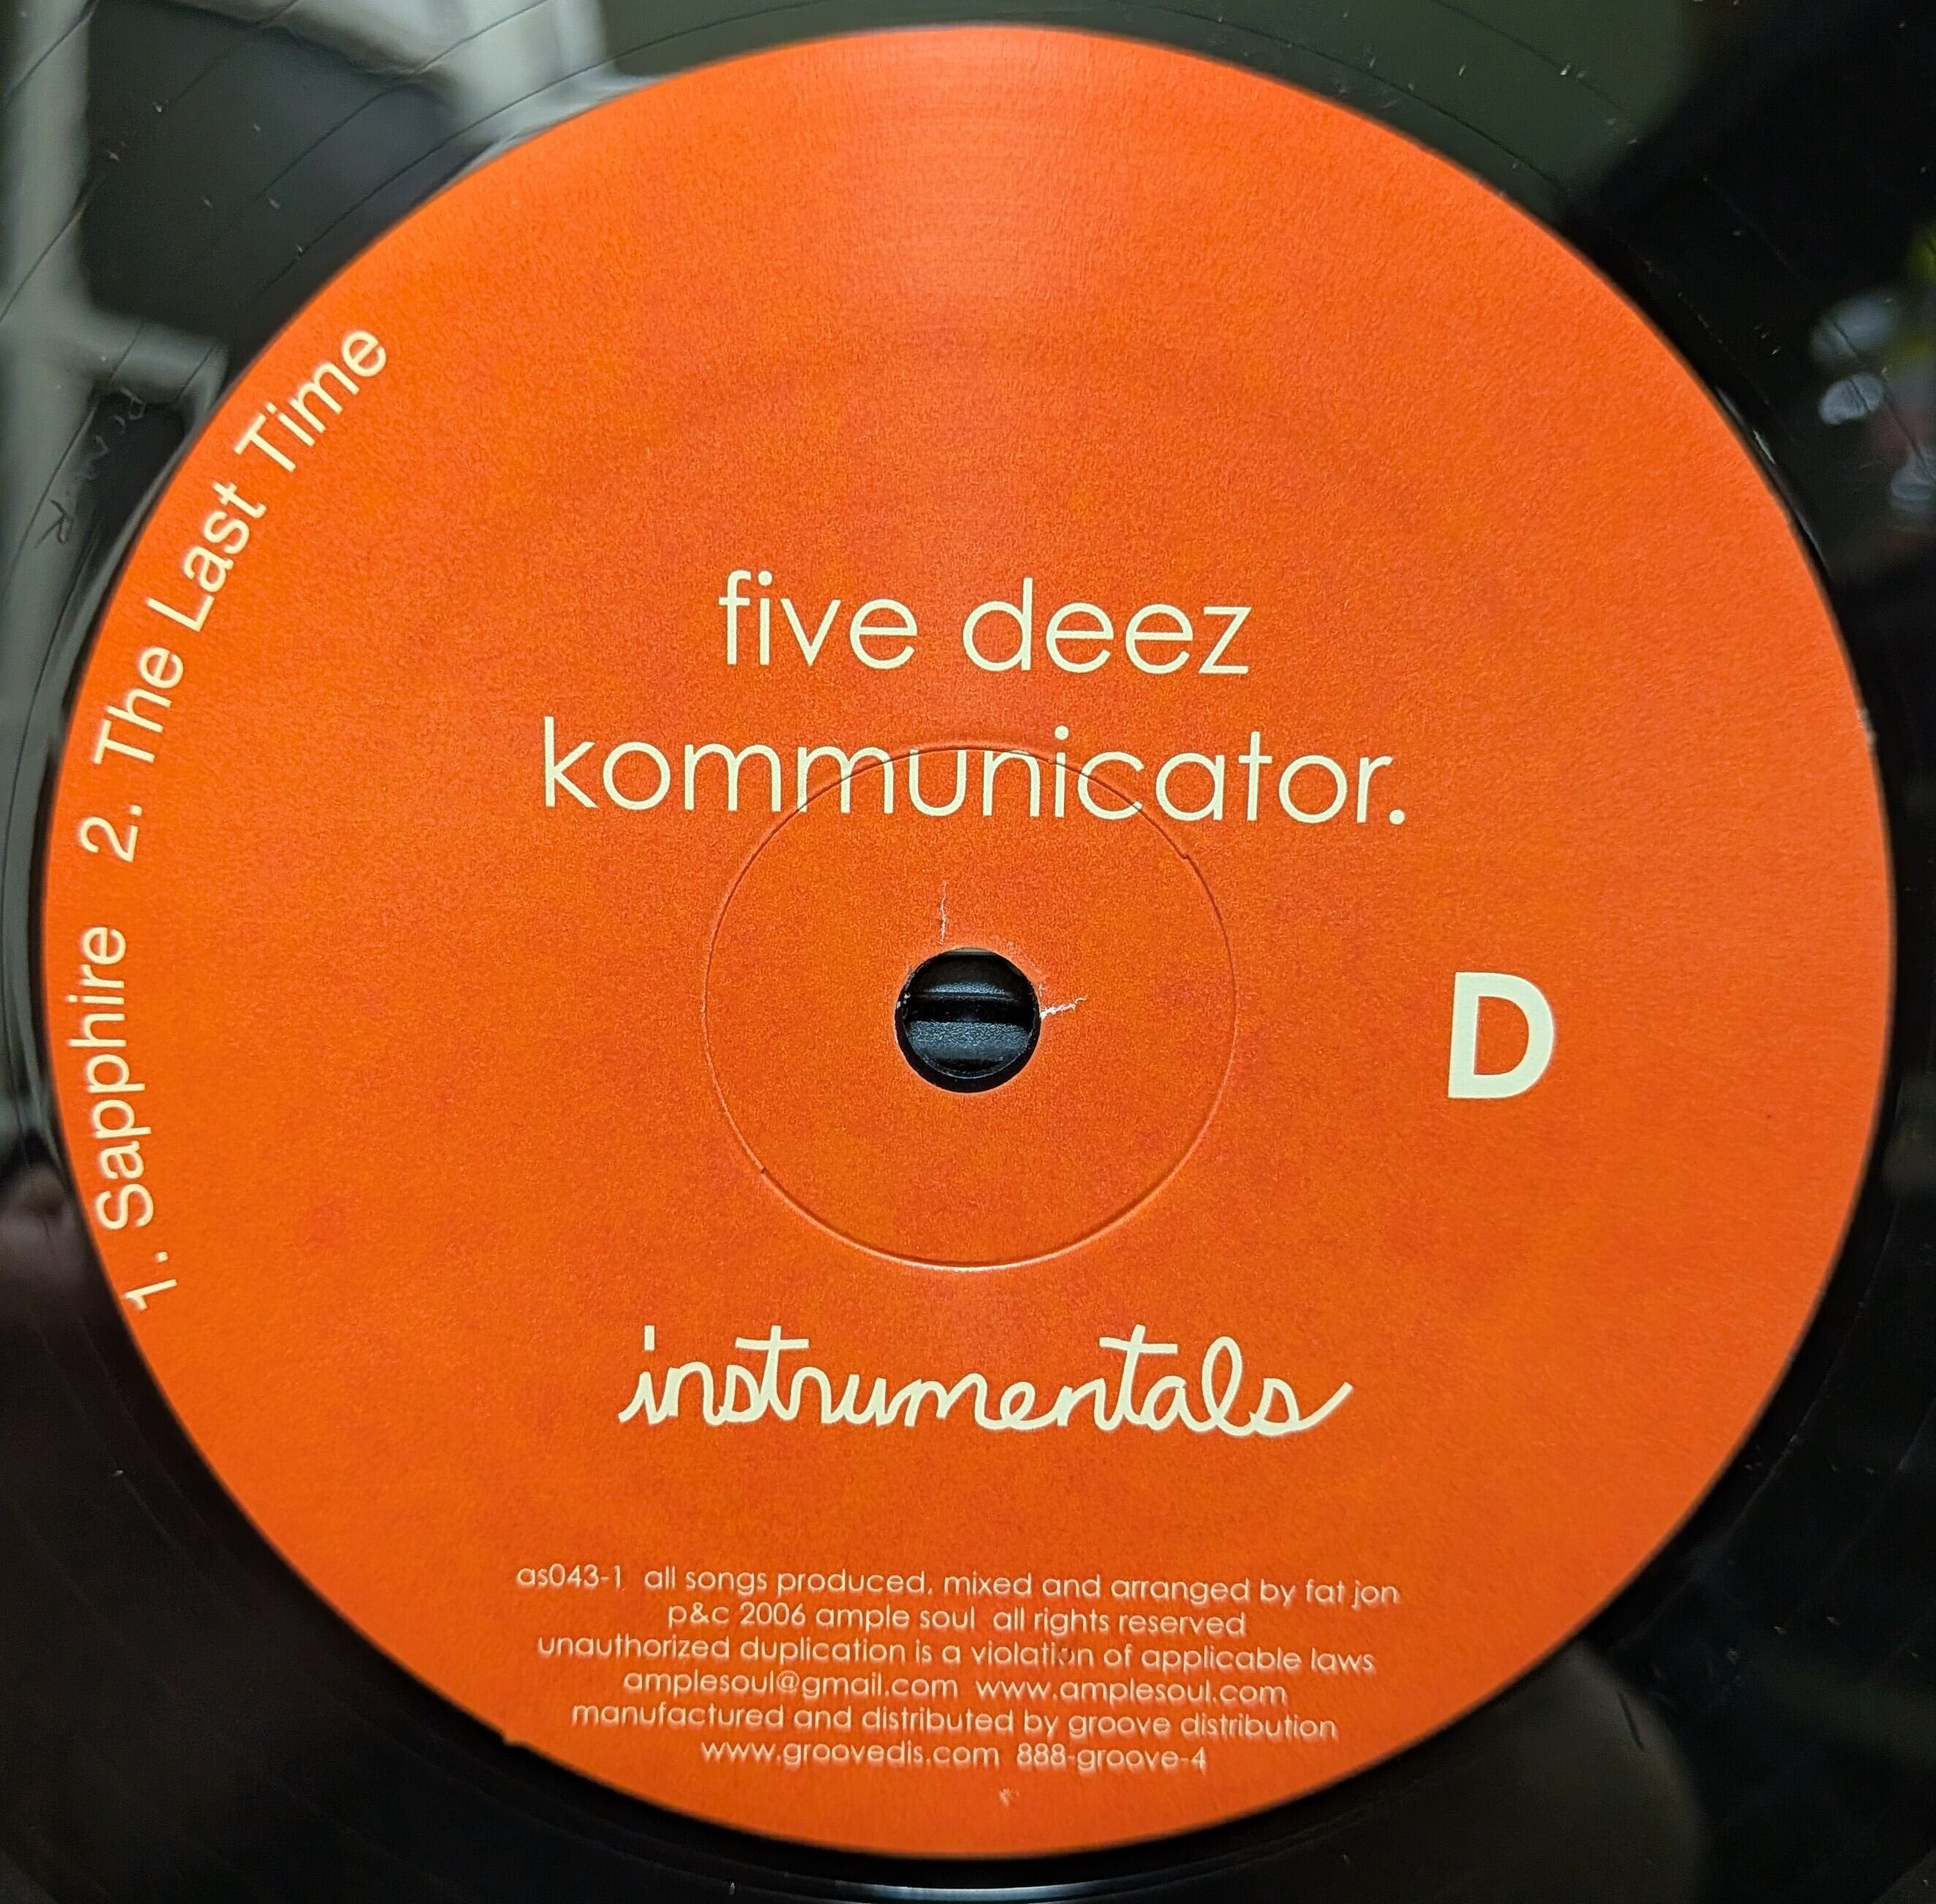 five deez
kommunicator.
1. Sapphire 2. The Last Time
D
instrumentals
as043-1 all songs produced, mixed and arranged by fat jon
p&c 2006 ample soul all rights reserved
unauthorized duplication is a violation of applicable laws
amplesoul@gmail.com www.amplesoul.com
manufactured and distributed by groove distribution
www.groovedis.com 888-groove-4